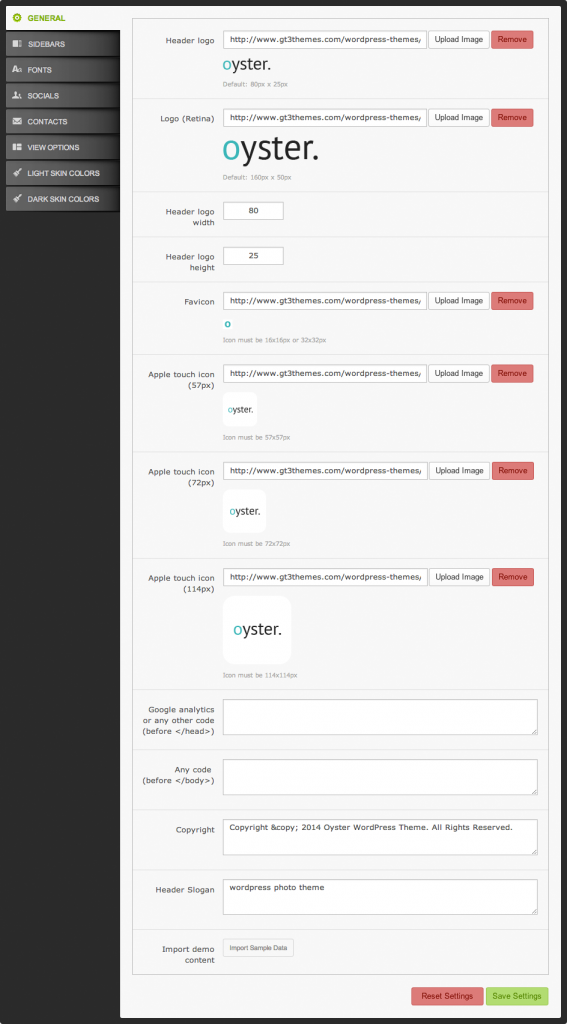 GENERAL
SIDEBARS
FONTS
SOCIALS
CONTACTS
VIEW OPTIONS
LIGHT SKIN COLORS
DARK SKIN COLORS
Header logo
http://www.gt3themes.com/wordpress-themes/
Upload Image
Remove
oyster.
Default: 80px x 25px
Logo (Retina)
http://www.gt3themes.com/wordpress-themes/
Upload Image
Remove
oyster.
Default: 160px x 50px
Header logo
width
80
Header logo
height
25
Favicon
http://www.gt3themes.com/wordpress-themes/
Upload Image
Remove
o
Icon must be 16x16px or 32x32px
Apple touch icon
(57px)
http://www.gt3themes.com/wordpress-themes/
Upload Image
Remove
oyster.
Icon must be 57x57px
Apple touch icon
(72px)
http://www.gt3themes.com/wordpress-themes/
Upload Image
Remove
oyster.
Icon must be 72x72px
Apple touch icon
(114px)
http://www.gt3themes.com/wordpress-themes/
Upload Image
Remove
oyster.
Icon must be 114x114px
Google analytics
or any other code
(before </head>)
Any code
(before </body>)
Copyright
Copyright &copy; 2014 Oyster WordPress Theme. All Rights Reserved.
Header Slogan
wordpress photo theme
Import demo
content
Import Sample Data
Reset Settings
Save Settings